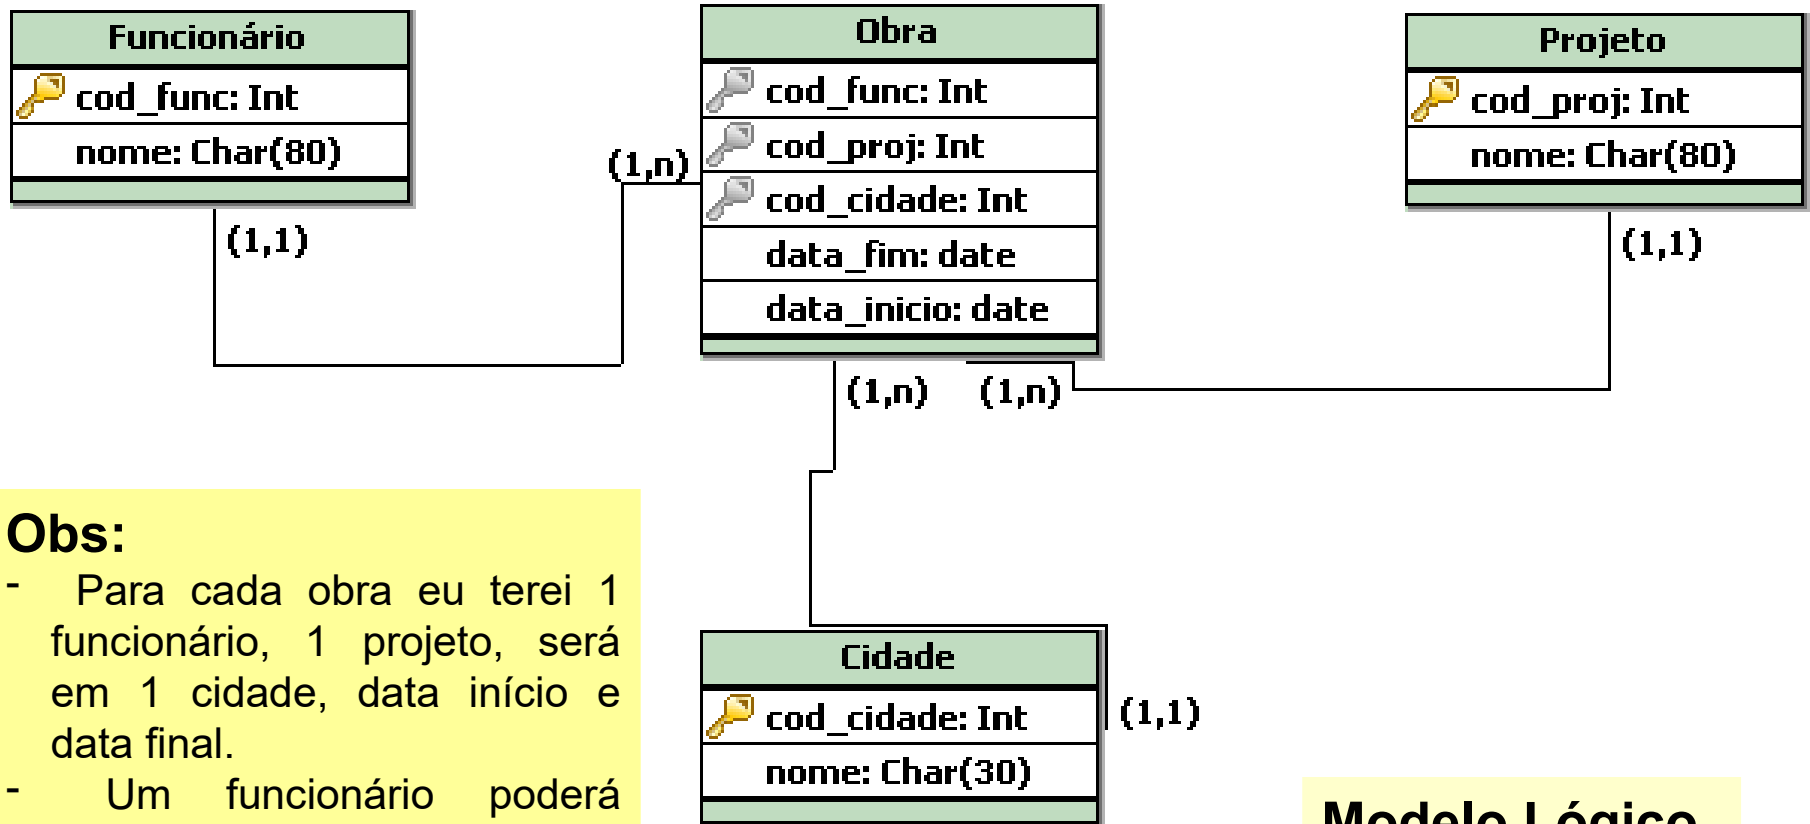 Funcionário
cod_func: Int
nome: Char(80)
(1,1)
(1,n)
Obra
cod_func: Int
cod_proj: Int
cod_cidade: Int
data_fim: date
data_inicio: date
(1,n) (1,n)
Projeto
cod_proj: Int
nome: Char(80)
(1,1)
Obs:
- Para cada obra eu terei 1
funcionário, 1 projeto, será
em 1 cidade, data início e
data final.
- Um funcionário poderá
Cidade
cod_cidade: Int
nome: Char(30)
(1,1)
Modelo Lógico